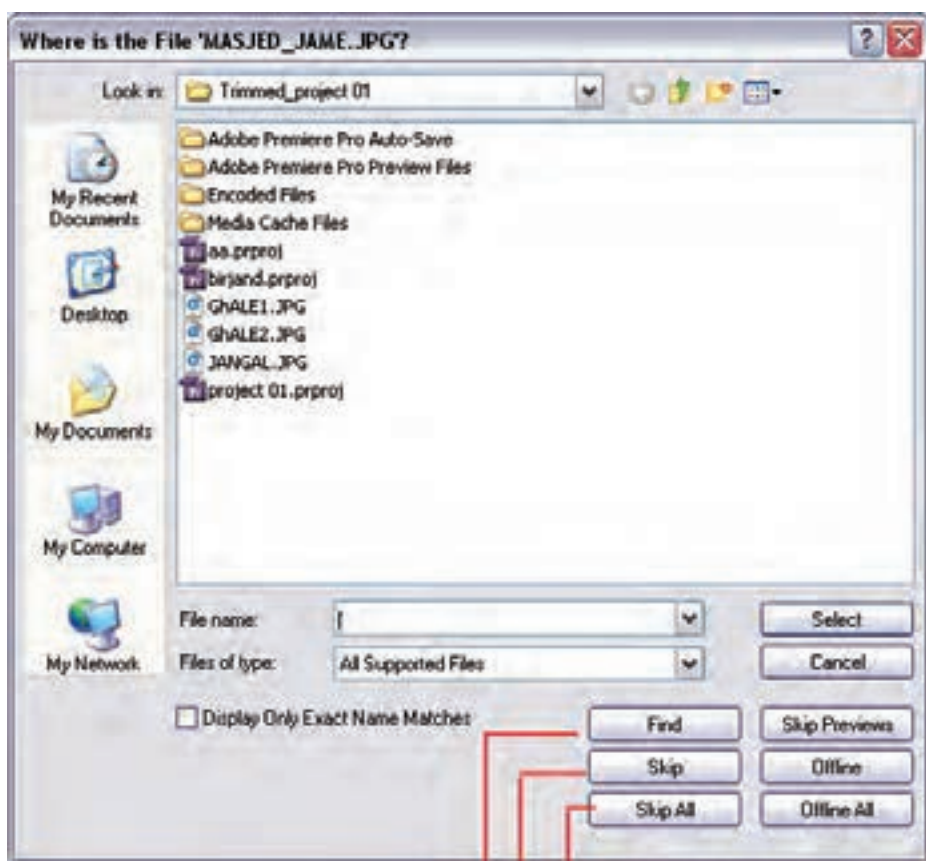 Where is the File 'MASJED_JAME.JPG'?
Look in:
Trimmed_project 01
My Recent
Documents
Desktop
My Documents
My Computer
My Network
Adobe Premiere Pro Auto-Save
Adobe Premiere Pro Preview Files
Encoded Files
Media Cache Files
aa.prproj
birjand.prproj
GhALE1.JPG
GhALE2.JPG
JANGAL.JPG
project 01.prproj
File name:
Select
Files of type:
All Supported Files
Cancel
Display Only Exact Name Matches
Find
Skip Previews
Skip
Offline
Skip All
Offline All